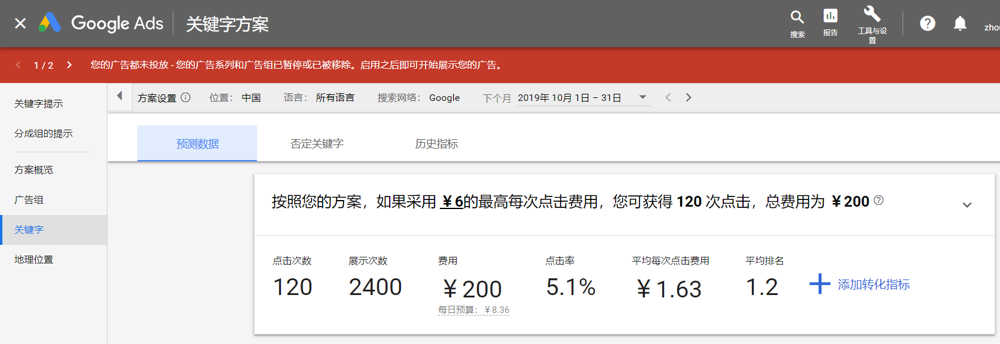 Google Ads 关键字方案
搜索
报告
工具与设
置
zhou
1 / 2 您的广告都未投放 - 您的广告系列和广告组已暂停或已被移除。启用之后即可开始展示您的广告。
方案设置 位置： 中国 语言： 所有语言 搜索网络： Google 下个月 2019年 10月 1日 – 31日
关键字提示
分成组的提示
方案概览
广告组
关键字
地理位置
预测数据 否定关键字 历史指标
按照您的方案，如果采用 ¥6的最高每次点击费用，您可获得 120 次点击，总费用为 ¥200
点击次数 展示次数 费用 点击率 平均每次点击费用 平均排名
120 2400 ¥200 5.1% ¥1.63 1.2 添加转化指标
每日预算： ¥8.36